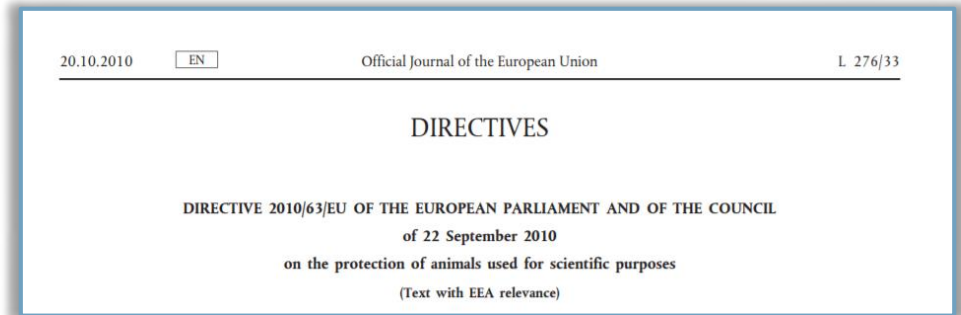 20.10.2010 EN Official Journal of the European Union L 276/33
DIRECTIVES
DIRECTIVE 2010/63/EU OF THE EUROPEAN PARLIAMENT AND OF THE COUNCIL
of 22 September 2010
on the protection of animals used for scientific purposes
(Text with EEA relevance)